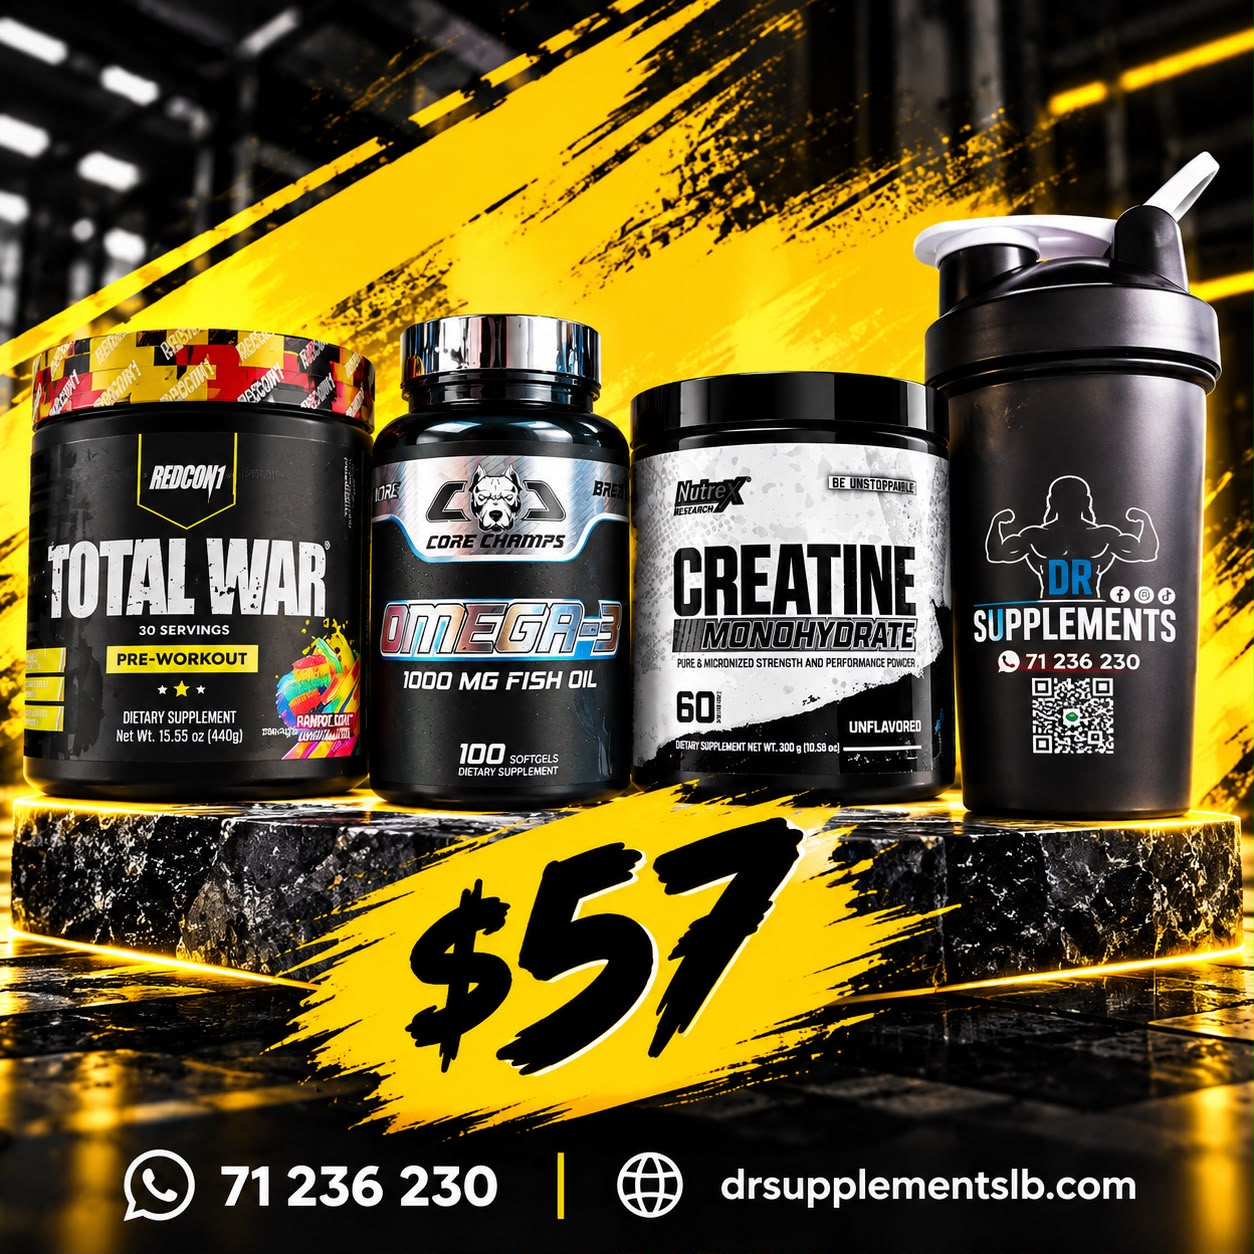 REDCON1
TOTAL WAR®
30 SERVINGS
PRE-WORKOUT
DIETARY SUPPLEMENT
Net Wt. 15.55 oz (440g)
CORE CHAMPS
OMEGA-3
1000 MG FISH OIL
100 SOFTGELS
DIETARY SUPPLEMENT
Nutrex
RESEARCH
BE UNSTOPPABLE
CREATINE
MONOHYDRATE
PURE & MICRONIZED STRENGTH AND PERFORMANCE POWDER
60
UNFLAVORED
DIETARY SUPPLEMENT NET WT. 300 g (10.58 oz)
DR
SUPPLEMENTS
71 236 230
$57
71 236 230
drsupplementslb.com